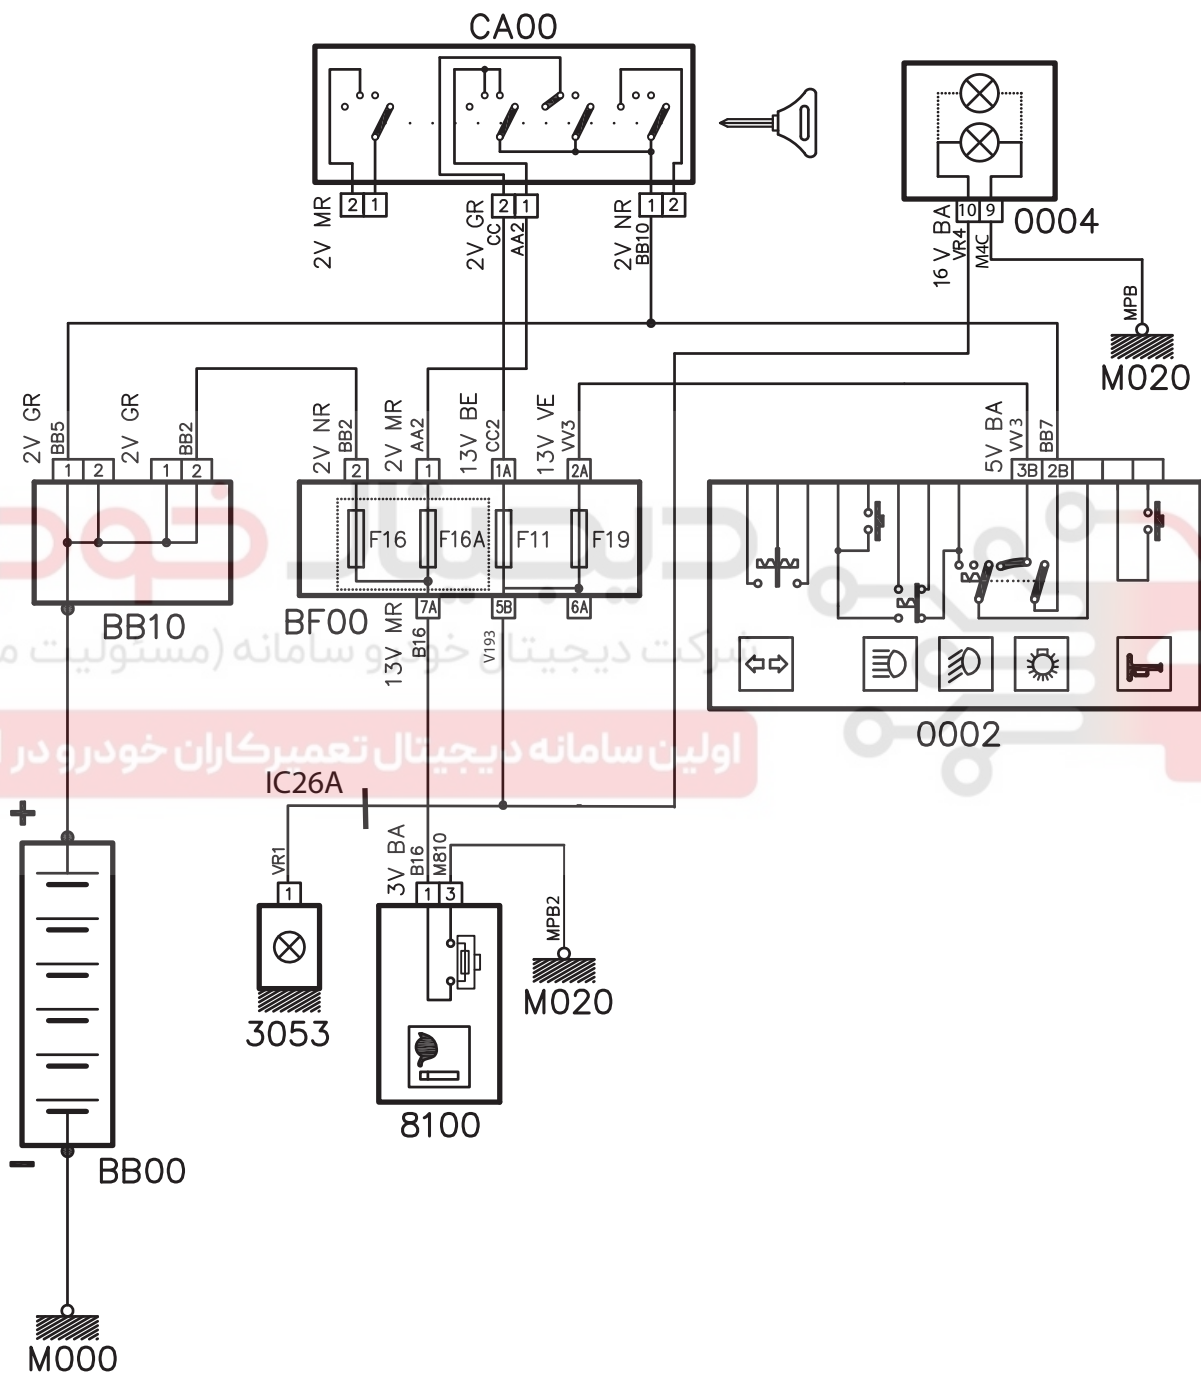 CA00
2 1
2V MR
2 1
2V GR
CC
AA2
1 2
2V NR
BB10
10 9
0004
16 V BA
VR4
M4C
MPB
M020
2V GR
BB5
2V GR
BB2
2V NR
BB2
2V MR
AA2
13V BE
CC2
13V VE
VV3
5V BA
VV3
BB7
1 2
1 2
2
1
1A
2A
3B 2B
F16
F16A
F11
F19
دیجیتال خودرو
BB10
BF00
7A
5B
6A
13V MR
B16
V193
شرکت دیجیتال خودرو سامانه (مسئولیت
0002
اولین سامانه دیجیتال تعمیرکاران خودرو در
IC26A
+
VR1
3V BA
B16
M810
1
1 3
MPB2
M020
3053
8100
–
BB00
M000